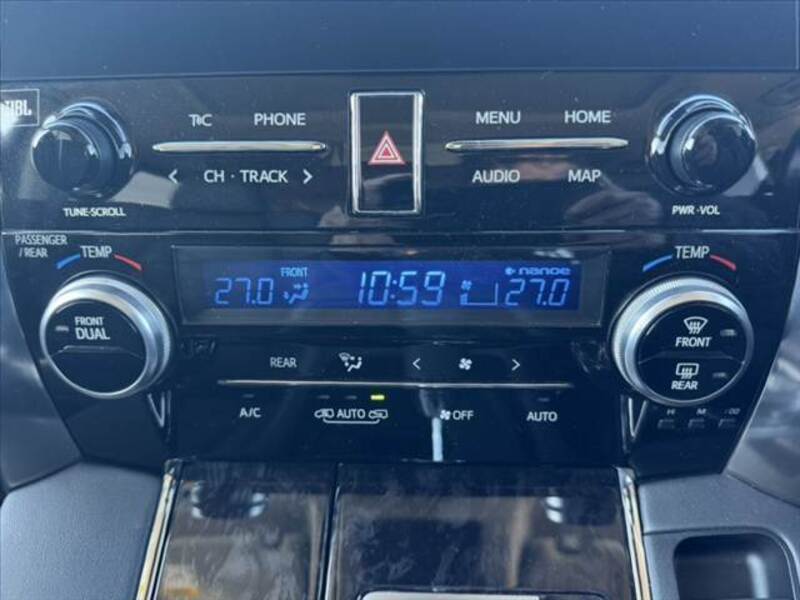 JBL
T&C PHONE
MENU HOME
< CH · TRACK >
AUDIO MAP
TUNE·SCROLL
PWR·VOL
PASSENGER
/REAR
TEMP
TEMP
FRONT
nanoe
27.0
10:59
27.0
FRONT
DUAL
FRONT
REAR
REAR
< >
A/C
AUTO
OFF
AUTO
HI M